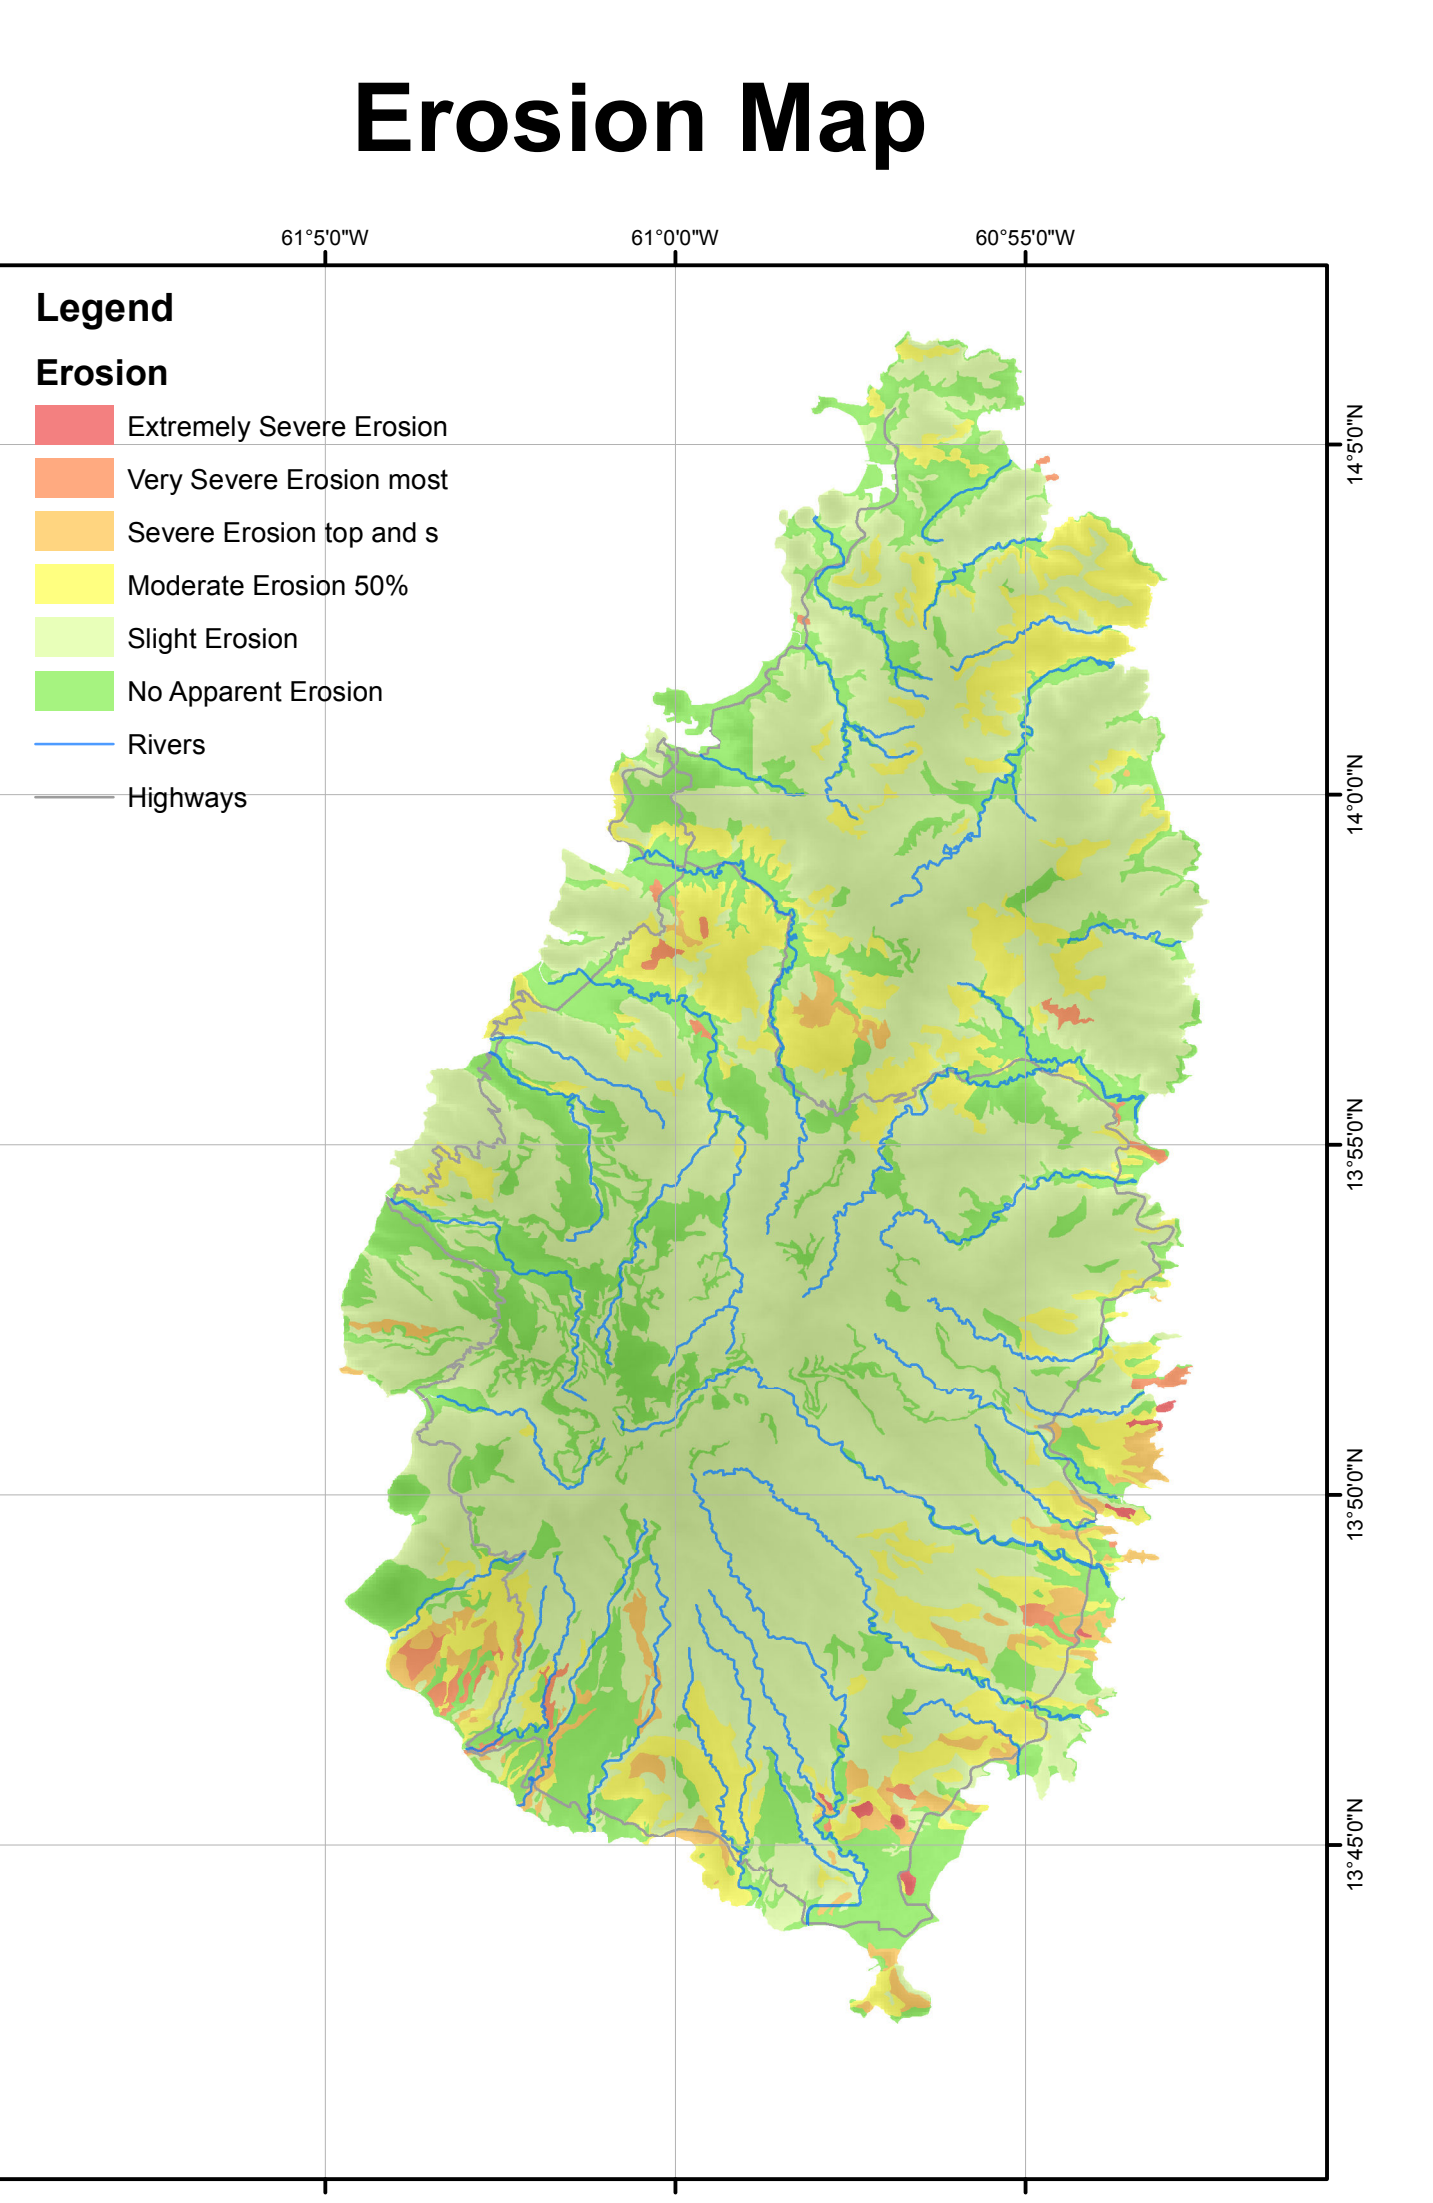 Erosion Map
61°5'0"W
61°0'0"W
60°55'0"W
Legend
Erosion
Extremely Severe Erosion
Very Severe Erosion most
Severe Erosion top and s
Moderate Erosion 50%
Slight Erosion
No Apparent Erosion
Rivers
Highways
14°5'0"N
14°0'0"N
13°55'0"N
13°50'0"N
13°45'0"N